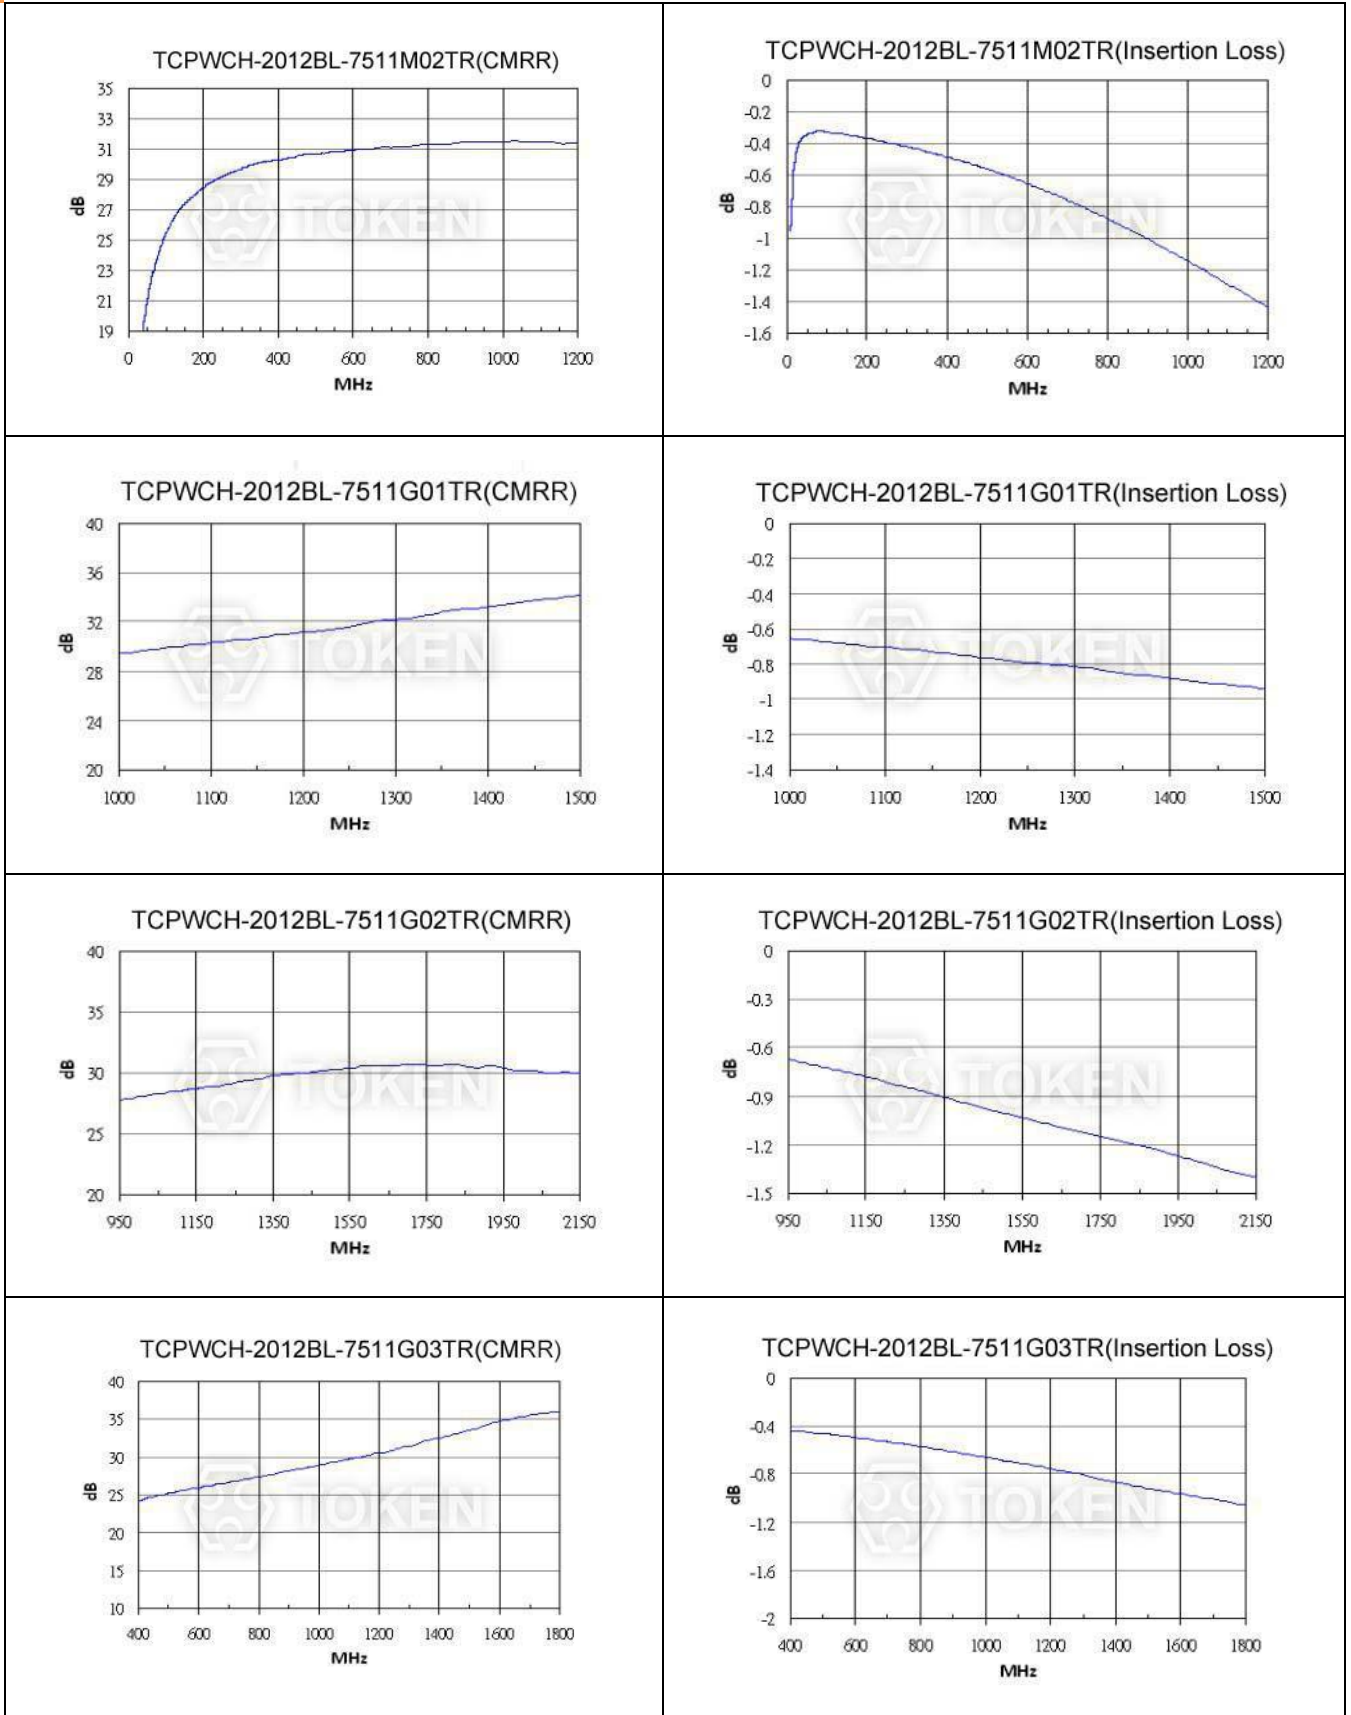 TCPWCH-2012BL-7511M02TR(CMRR)
35
33
31
29
27
25
23
21
19
dB
0 200 400 600 800 1000 1200
MHz
TOKEN
TCPWCH-2012BL-7511M02TR(Insertion Loss)
0
-0.2
-0.4
-0.6
-0.8
-1
-1.2
-1.4
-1.6
dB
0 200 400 600 800 1000 1200
MHz
TOKEN
TCPWCH-2012BL-7511G01TR(CMRR)
40
36
32
28
24
20
dB
1000 1100 1200 1300 1400 1500
MHz
TOKEN
TCPWCH-2012BL-7511G01TR(Insertion Loss)
0
-0.2
-0.4
-0.6
-0.8
-1
-1.2
-1.4
dB
1000 1100 1200 1300 1400 1500
MHz
TOKEN
TCPWCH-2012BL-7511G02TR(CMRR)
40
35
30
25
20
dB
950 1150 1350 1550 1750 1950 2150
MHz
TOKEN
TCPWCH-2012BL-7511G02TR(Insertion Loss)
0
-0.3
-0.6
-0.9
-1.2
-1.5
dB
950 1150 1350 1550 1750 1950 2150
MHz
TOKEN
TCPWCH-2012BL-7511G03TR(CMRR)
40
35
30
25
20
15
10
dB
400 600 800 1000 1200 1400 1600 1800
MHz
TOKEN
TCPWCH-2012BL-7511G03TR(Insertion Loss)
0
-0.4
-0.8
-1.2
-1.6
-2
dB
400 600 800 1000 1200 1400 1600 1800
MHz
TOKEN